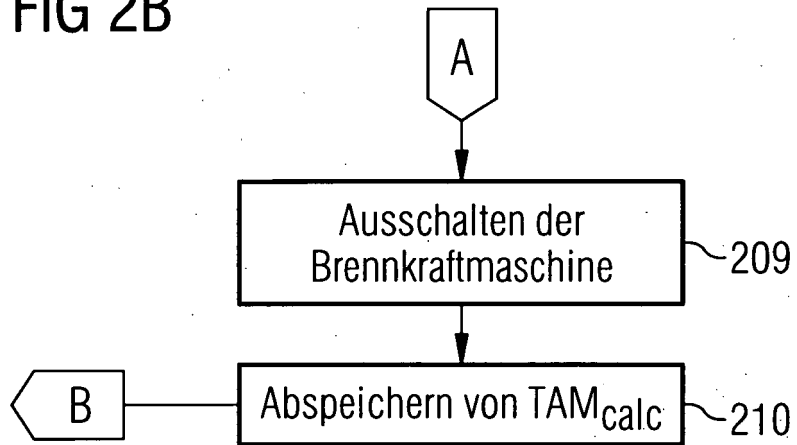 FIG 2B
A
Ausschalten der
Brennkraftmaschine
209
B
Abspeichern von TAMcalc
210